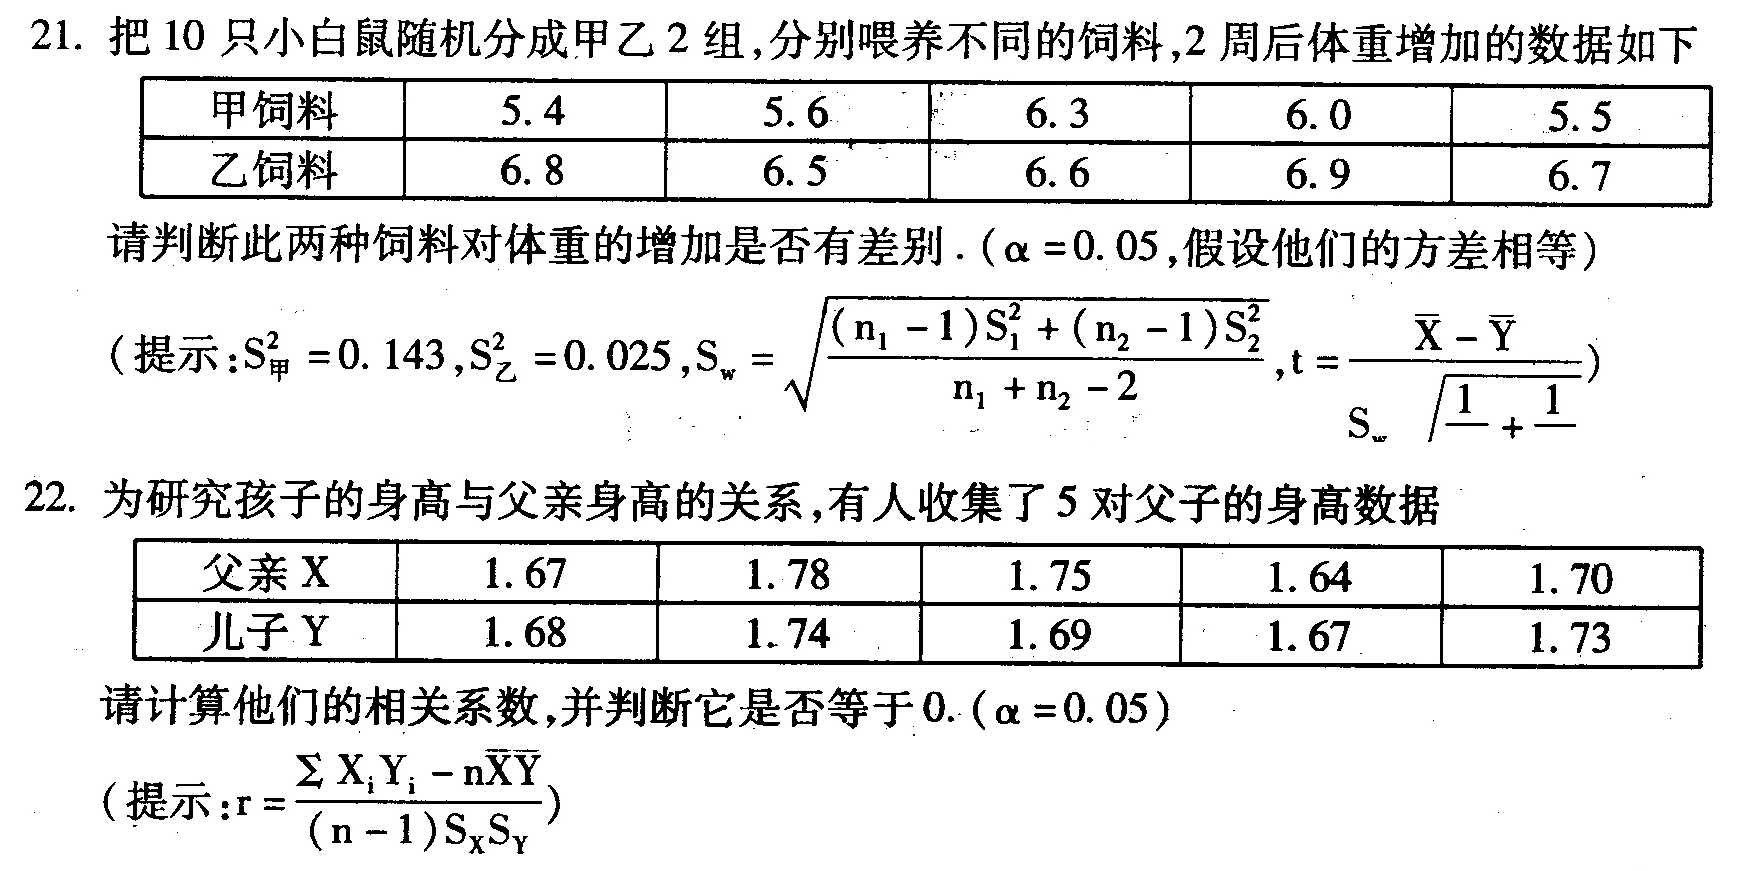 21. 把 10 只小白鼠随机分成甲乙 2 组,分别喂养不同的饲料,2 周后体重增加的数据如下
甲饲料 5.4 5.6 6.3 6.0 5.5
乙饲料 6.8 6.5 6.6 6.9 6.7
请判断此两种饲料对体重的增加是否有差别.(α=0.05,假设他们的方差相等)
(提示:S²甲 =0.143,S²乙 =0.025,Sw = √(((n₁ -1)S₁² +(n₂ -1)S₂²)/(n₁ + n₂ -2)),t = (X̅ - Y̅)/(Sw √(1/ + 1/)))
22. 为研究孩子的身高与父亲身高的关系,有人收集了 5 对父子的身高数据
父亲 X 1.67 1.78 1.75 1.64 1.70
儿子 Y 1.68 1.74 1.69 1.67 1.73
请计算他们的相关系数,并判断它是否等于 0.(α=0.05)
(提示:r = (Σ XᵢYᵢ - nX̅Y̅)/((n-1)SXSY))